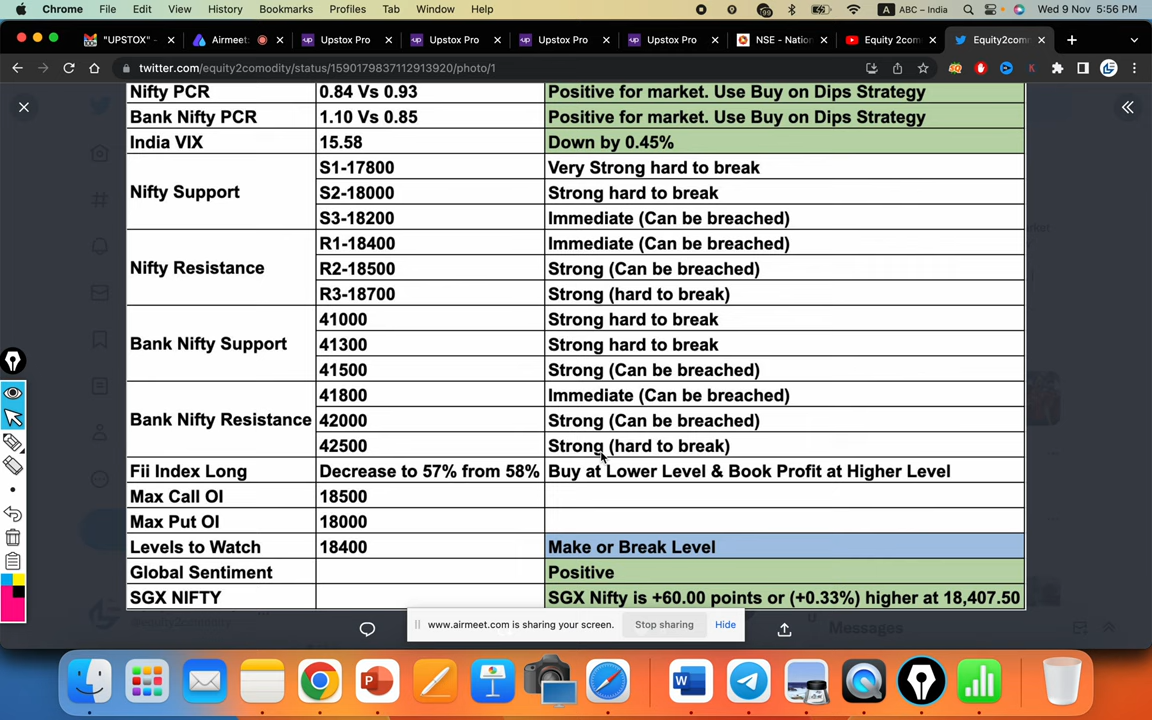 Chrome File Edit View History Bookmarks Profiles Tab Window Help A ABC – India Wed 9 Nov 5:56 PM
"UPSTOX" - Airmeet: Upstox Pro Upstox Pro Upstox Pro Upstox Pro NSE - Nation Equity 2com Equity2com
twitter.com/equity2comodity/status/1590179837112913920/photo/1
Nifty PCR 0.84 Vs 0.93 Positive for market. Use Buy on Dips Strategy
Bank Nifty PCR 1.10 Vs 0.85 Positive for market. Use Buy on Dips Strategy
India VIX 15.58 Down by 0.45%
S1-17800 Very Strong hard to break
Nifty Support S2-18000 Strong hard to break
S3-18200 Immediate (Can be breached)
R1-18400 Immediate (Can be breached)
Nifty Resistance R2-18500 Strong (Can be breached)
R3-18700 Strong (hard to break)
41000 Strong hard to break
Bank Nifty Support 41300 Strong hard to break
41500 Strong (Can be breached)
41800 Immediate (Can be breached)
Bank Nifty Resistance 42000 Strong (Can be breached)
42500 Strong (hard to break)
Fii Index Long Decrease to 57% from 58% Buy at Lower Level & Book Profit at Higher Level
Max Call OI 18500
Max Put OI 18000
Levels to Watch 18400 Make or Break Level
Global Sentiment Positive
SGX NIFTY SGX Nifty is +60.00 points or (+0.33%) higher at 18,407.50
www.airmeet.com is sharing your screen. Stop sharing Hide
@equity2commodity
Messages